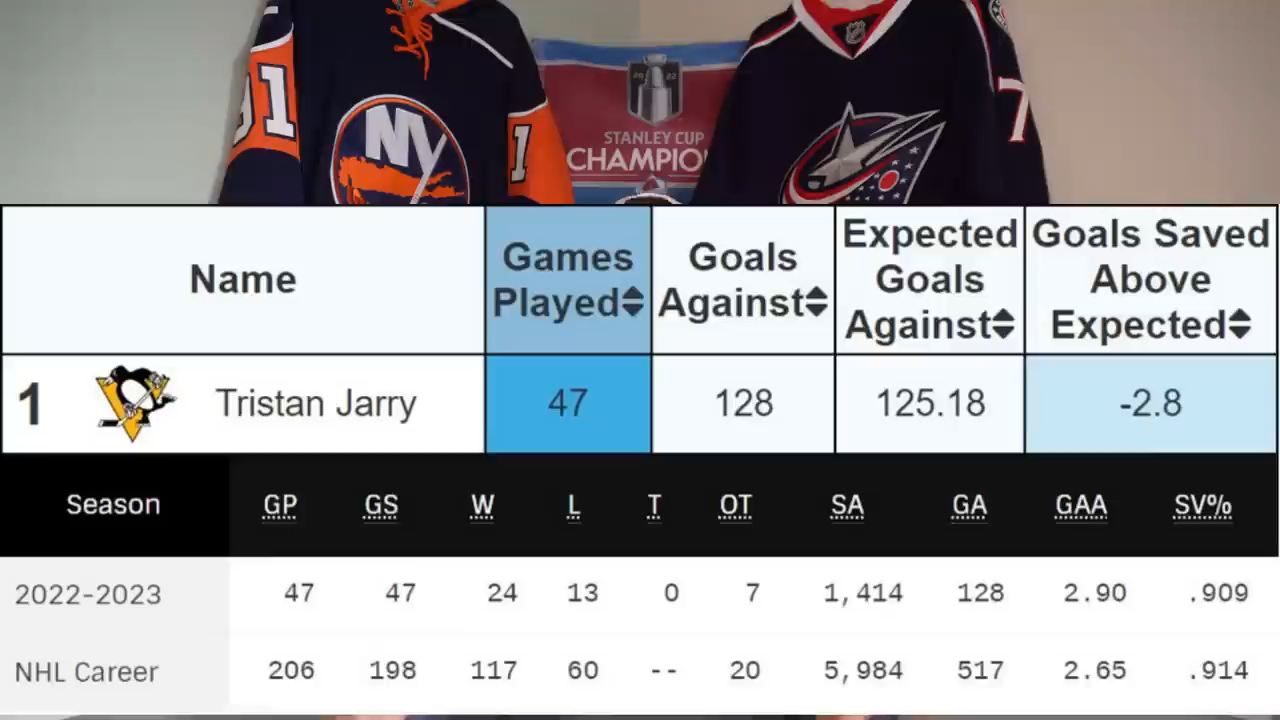 91
1
NY
7
2022
STANLEY CUP
CHAMPIO
Name
Games
Played
Goals
Against
Expected
Goals
Against
Goals Saved
Above
Expected
1 Tristan Jarry 47 128 125.18 -2.8
Season GP GS W L T OT SA GA GAA SV%
2022-2023 47 47 24 13 0 7 1,414 128 2.90 .909
NHL Career 206 198 117 60 -- 20 5,984 517 2.65 .914